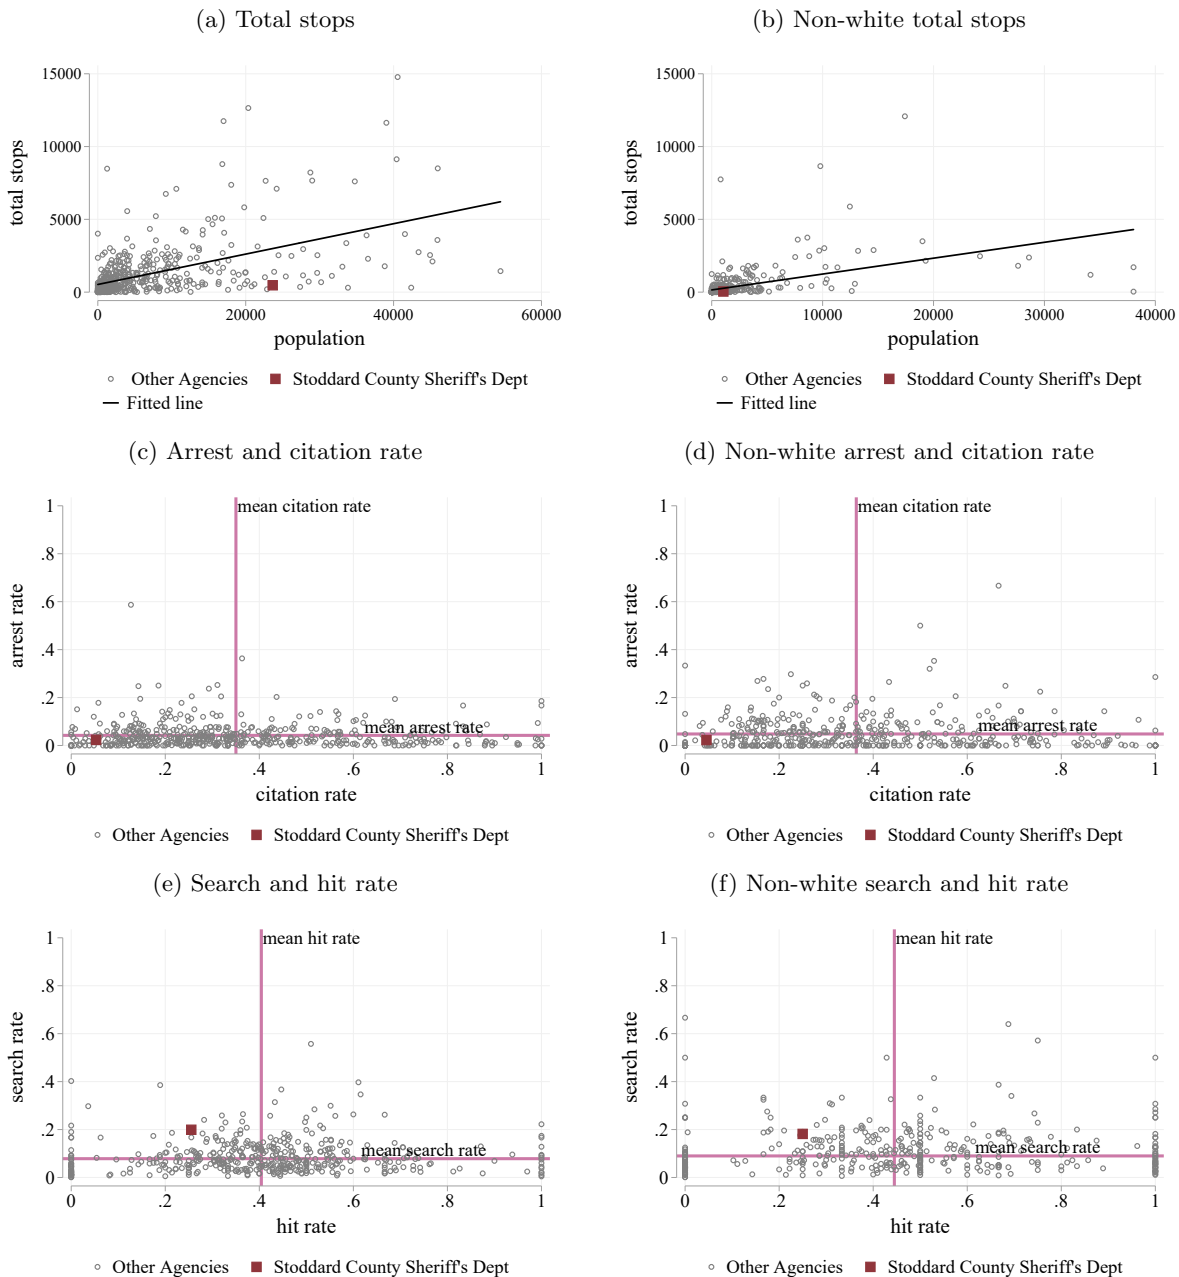 (a) Total stops
(b) Non-white total stops
15000
10000
5000
0
total stops
0 20000 40000 60000
population
Other Agencies Stoddard County Sheriff's Dept
Fitted line
15000
10000
5000
0
total stops
0 10000 20000 30000 40000
population
Other Agencies Stoddard County Sheriff's Dept
Fitted line
(c) Arrest and citation rate
(d) Non-white arrest and citation rate
1
.8
.6
.4
.2
0
arrest rate
mean citation rate
mean arrest rate
0 .2 .4 .6 .8 1
citation rate
Other Agencies Stoddard County Sheriff's Dept
1
.8
.6
.4
.2
0
arrest rate
mean citation rate
mean arrest rate
0 .2 .4 .6 .8 1
citation rate
Other Agencies Stoddard County Sheriff's Dept
(e) Search and hit rate
(f) Non-white search and hit rate
1
.8
.6
.4
.2
0
search rate
mean hit rate
mean search rate
0 .2 .4 .6 .8 1
hit rate
Other Agencies Stoddard County Sheriff's Dept
1
.8
.6
.4
.2
0
search rate
mean hit rate
mean search rate
0 .2 .4 .6 .8 1
hit rate
Other Agencies Stoddard County Sheriff's Dept